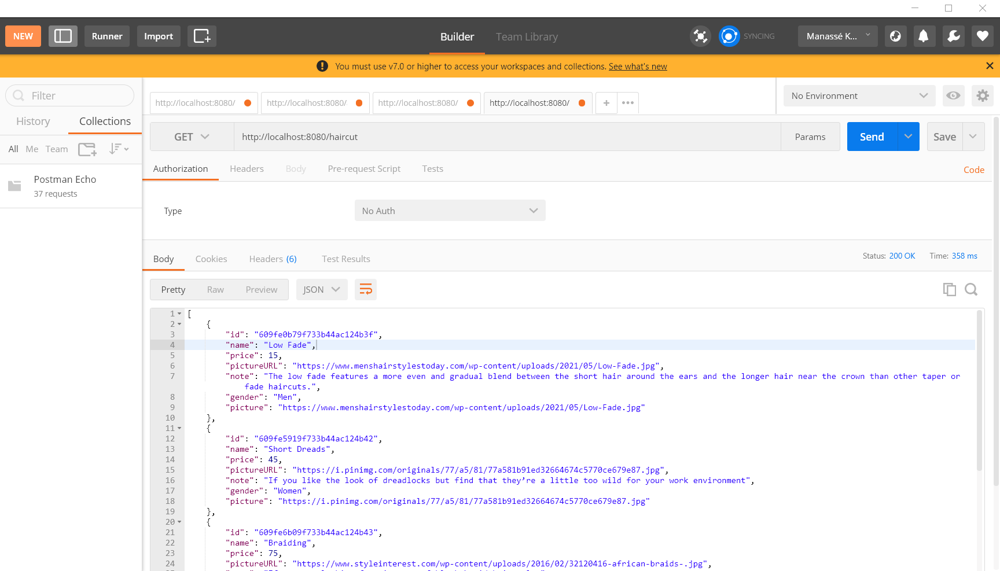 NEW Runner Import Builder Team Library SYNCING Manassé K...
You must use v7.0 or higher to access your workspaces and collections. See what's new
Filter
History Collections
All Me Team
Postman Echo
37 requests
http://localhost:8080/ http://localhost:8080/ http://localhost:8080/ http://localhost:8080/ + ••• No Environment
GET http://localhost:8080/haircut Params Send Save
Authorization Headers Body Pre-request Script Tests Code
Type No Auth
Body Cookies Headers (6) Test Results Status: 200 OK Time: 358 ms
Pretty Raw Preview JSON
1 [
2 {
3 "id": "609fe0b79f733b44ac124b3f",
4 "name": "Low Fade",
5 "price": 15,
6 "pictureURL": "https://www.menshairstylestoday.com/wp-content/uploads/2021/05/Low-Fade.jpg",
7 "note": "The low fade features a more even and gradual blend between the short hair around the ears and the longer hair near the crown than other taper or
fade haircuts.",
8 "gender": "Men",
9 "picture": "https://www.menshairstylestoday.com/wp-content/uploads/2021/05/Low-Fade.jpg"
10 },
11 {
12 "id": "609fe5919f733b44ac124b42",
13 "name": "Short Dreads",
14 "price": 45,
15 "pictureURL": "https://i.pinimg.com/originals/77/a5/81/77a581b91ed32664674c5770ce679e87.jpg",
16 "note": "If you like the look of dreadlocks but find that they’re a little too wild for your work environment",
17 "gender": "Women",
18 "picture": "https://i.pinimg.com/originals/77/a5/81/77a581b91ed32664674c5770ce679e87.jpg"
19 },
20 {
21 "id": "609fe6b09f733b44ac124b43",
22 "name": "Braiding",
23 "price": 75,
24 "pictureURL": "https://www.styleinterest.com/wp-content/uploads/2016/02/32120416-african-braids-.jpg",